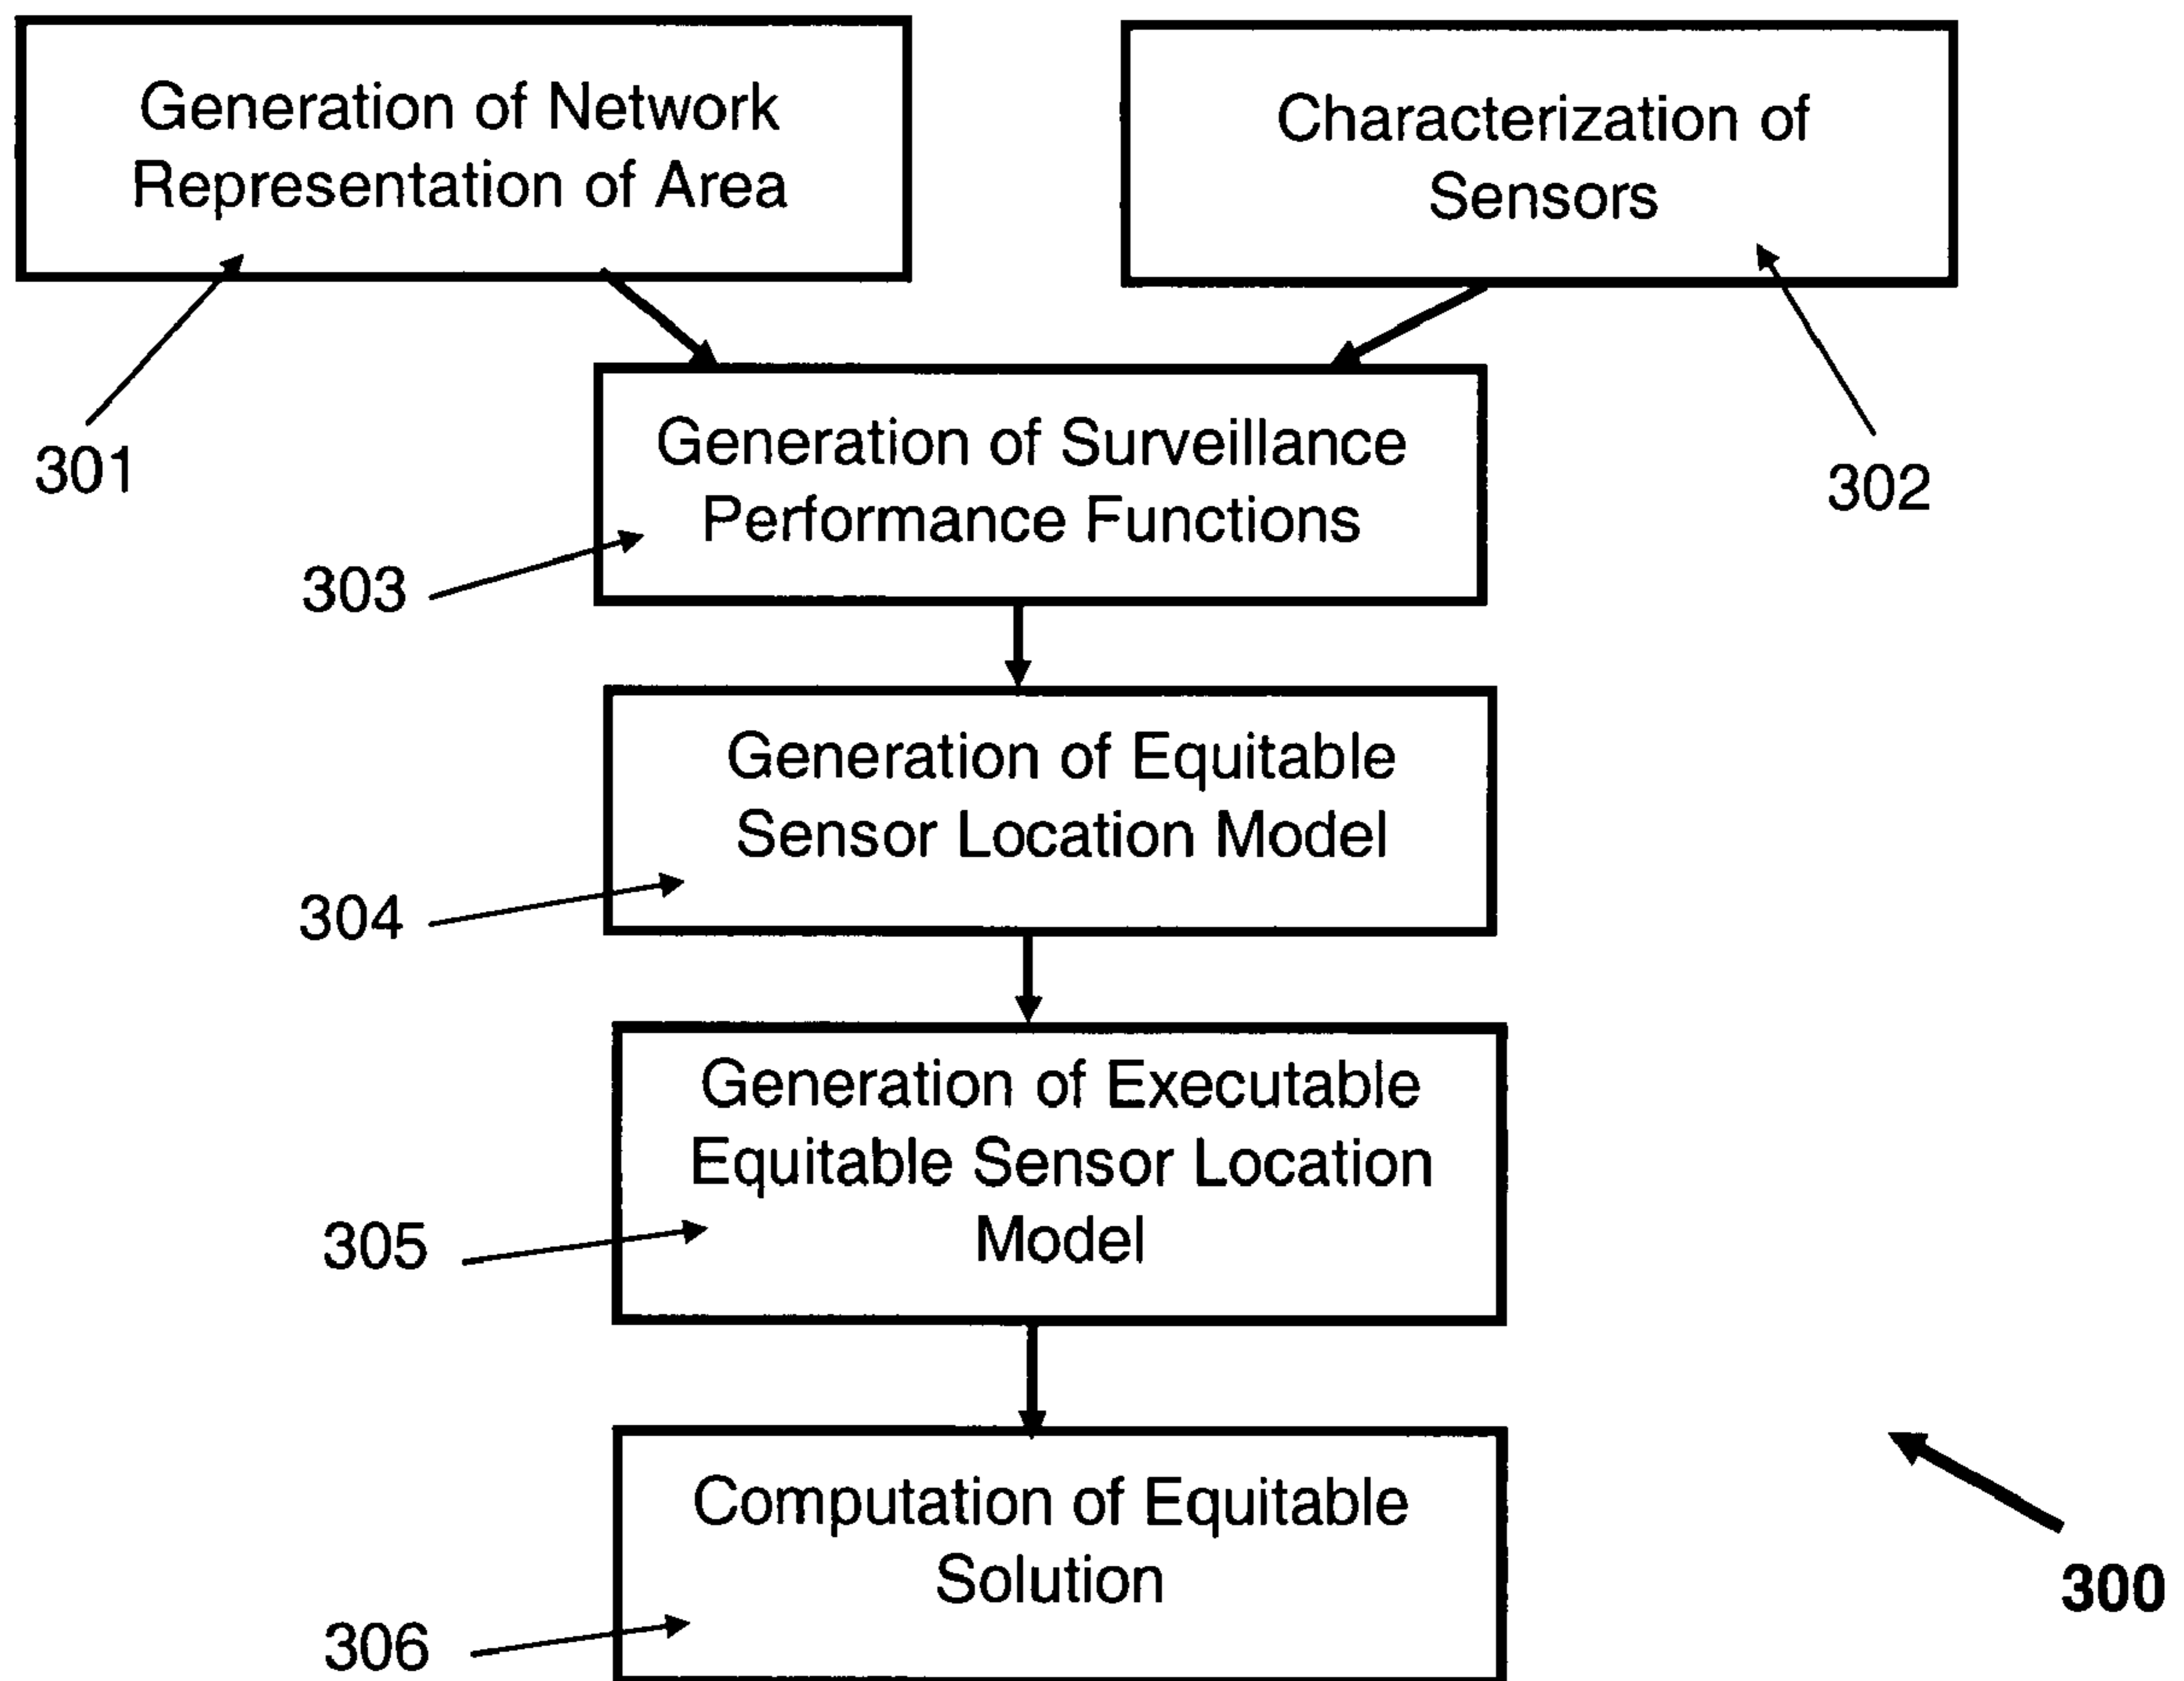 Generation of Network
Representation of Area
Characterization of
Sensors
301
302
Generation of Surveillance
Performance Functions
303
Generation of Equitable
Sensor Location Model
304
Generation of Executable
Equitable Sensor Location
Model
305
Computation of Equitable
Solution
306
300